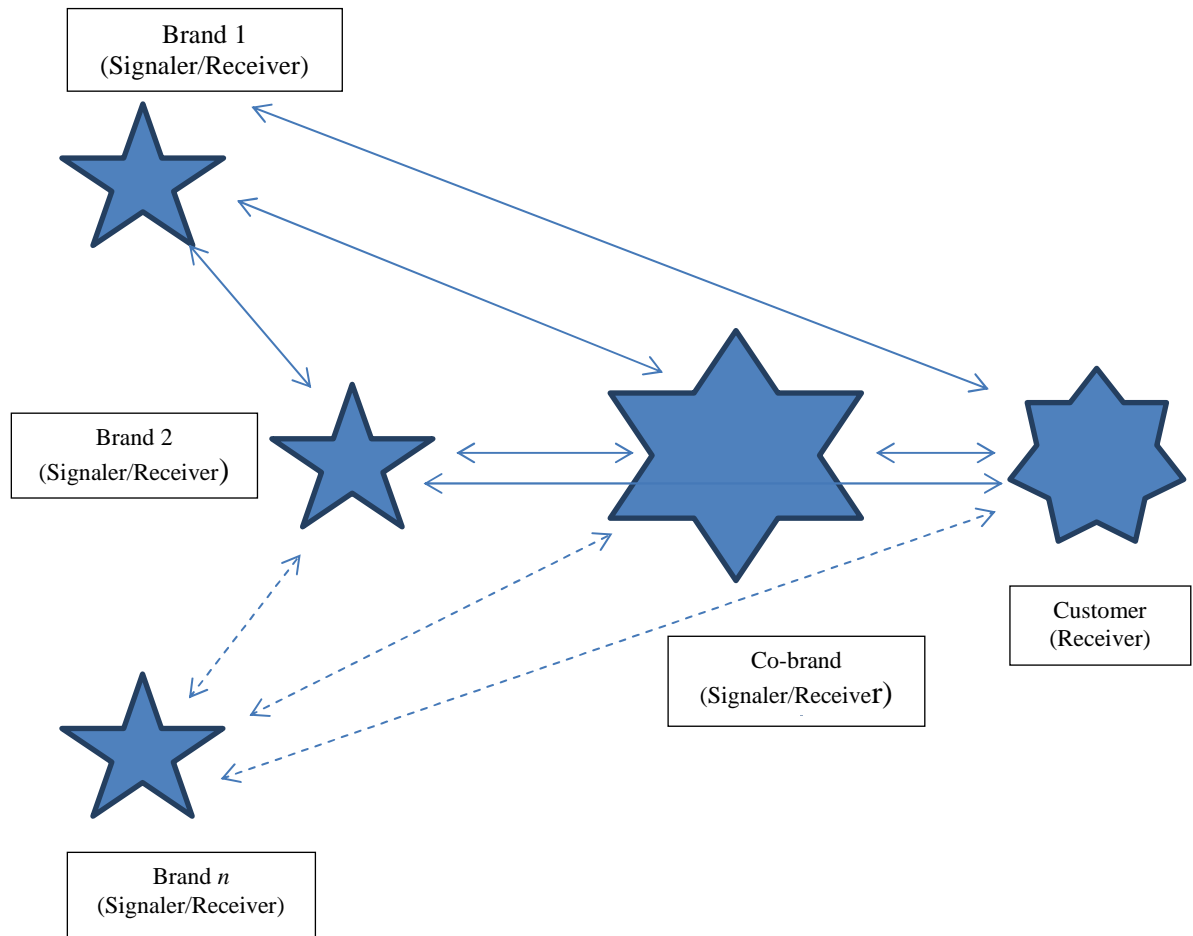 Brand 1
(Signaler/Receiver)
Brand 2
(Signaler/Receiver)
Customer
(Receiver)
Co-brand
(Signaler/Receiver)
Brand n
(Signaler/Receiver)